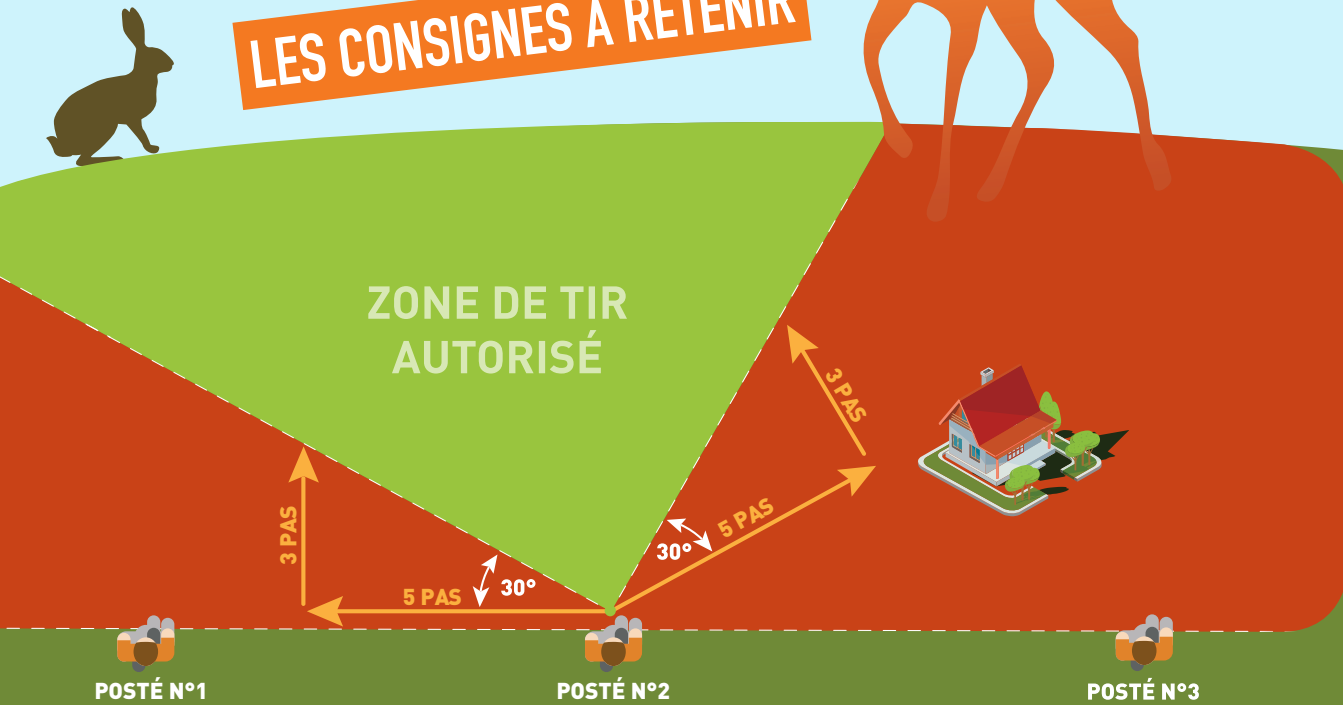 LES CONSIGNES À RETENIR
ZONE DE TIR
AUTORISÉ
3 PAS
3 PAS
5 PAS
30°
5 PAS
30°
POSTÉ N°1
POSTÉ N°2
POSTÉ N°3